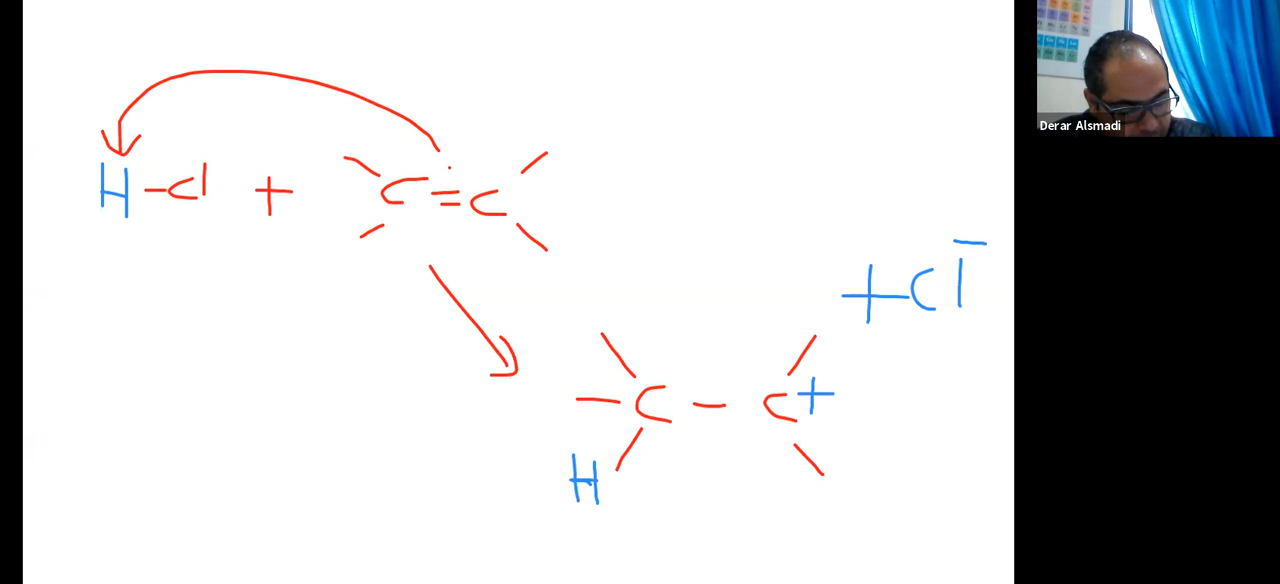 H-Cl + C=C
Derar Alsmadi
+ Cl⁻
C - C+
H